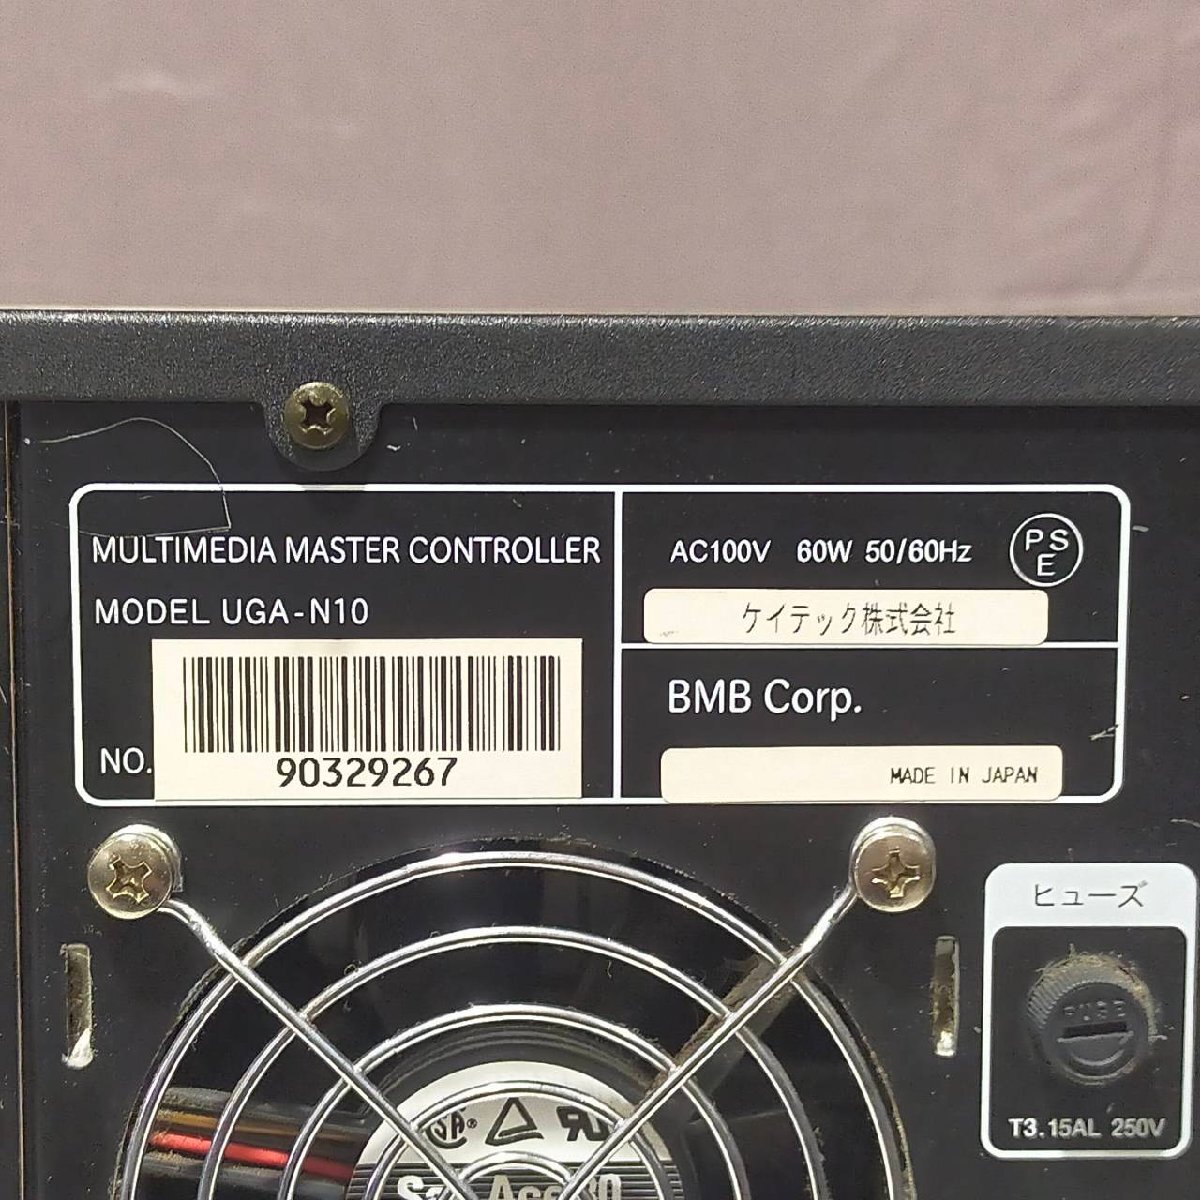 MULTIMEDIA MASTER CONTROLLER
MODEL UGA-N10
NO.
90329267
AC100V 60W 50/60Hz
PS
E
ケイテック株式会社
BMB Corp.
MADE IN JAPAN
ヒューズ
FUSE
T3.15AL 250V